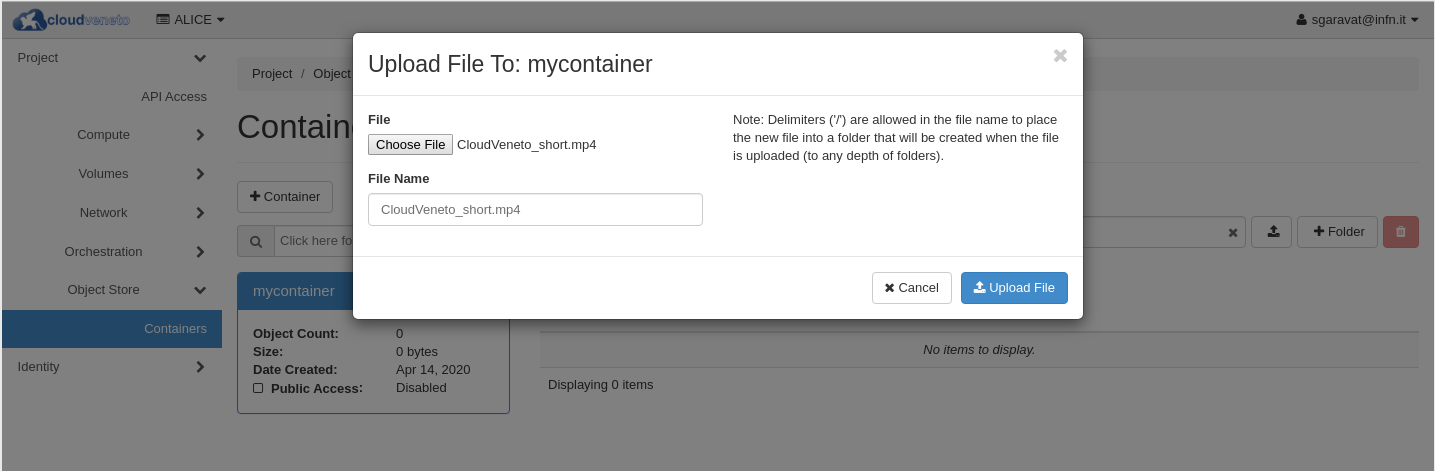 cloudveneto
ALICE
sgaravat@infn.it
Project
API Access
Compute
Volumes
Network
Orchestration
Object Store
Containers
Identity
Project / Object
Contain
Container
Click here fo
mycontainer
Object Count: 0
Size: 0 bytes
Date Created: Apr 14, 2020
Public Access: Disabled
Upload File To: mycontainer
File
Choose File CloudVeneto_short.mp4
File Name
CloudVeneto_short.mp4
Note: Delimiters ('/') are allowed in the file name to place
the new file into a folder that will be created when the file
is uploaded (to any depth of folders).
Cancel
Upload File
Folder
No items to display.
Displaying 0 items